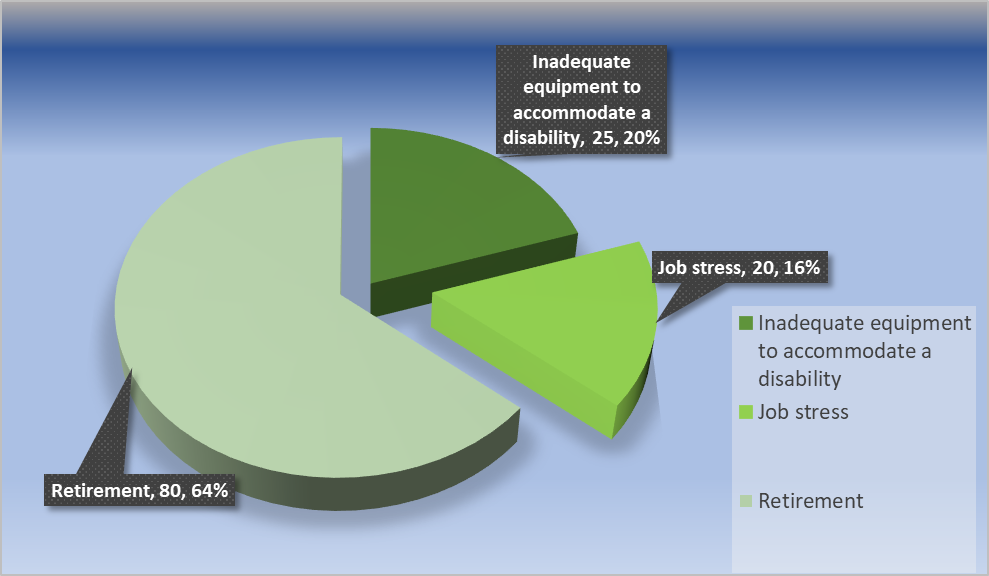 Inadequate
equipment to
accommodate a
disability, 25, 20%
Job stress, 20, 16%
Retirement, 80, 64%
Inadequate equipment
to accommodate a
disability
Job stress
Retirement